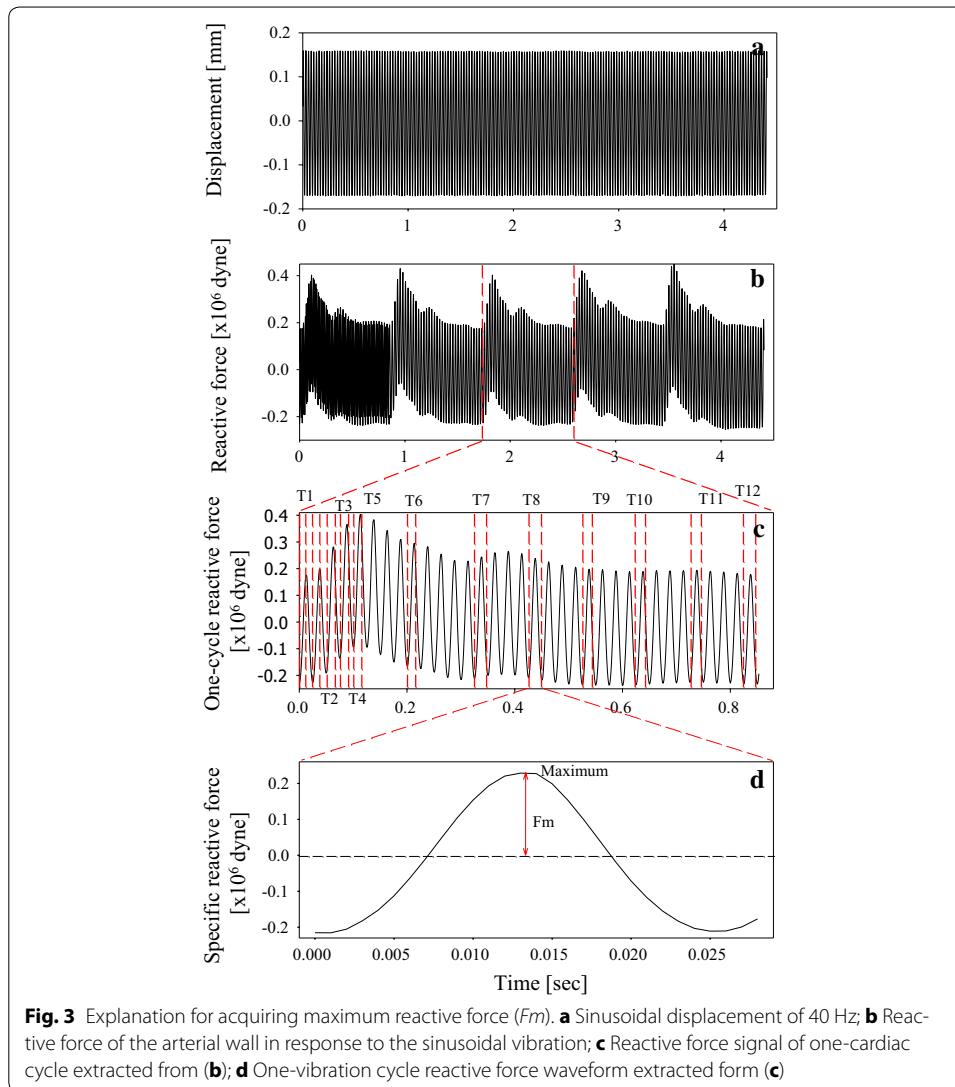 a
Displacement [mm]
0.2
0.1
0.0
-0.1
-0.2
0 1 2 3 4
b
Reactive force [x10⁶ dyne]
0.4
0.2
0.0
-0.2
0 1 2 3 4
T1 T3 T5 T6 T7 T8 T9 T10 T11 T12
c
One-cycle reactive force
[x10⁶ dyne]
0.4
0.3
0.2
0.0
-0.1
-0.2
T2 T4
0.0 0.2 0.4 0.6 0.8
d
Specific reactive force
[x10⁶ dyne]
Maximum
Fm
0.2
0.1
0.0
-0.1
-0.2
0.000 0.005 0.010 0.015 0.020 0.025
Time [sec]
Fig. 3 Explanation for acquiring maximum reactive force (Fm). a Sinusoidal displacement of 40 Hz; b Reac-
tive force of the arterial wall in response to the sinusoidal vibration; c Reactive force signal of one-cardiac
cycle extracted from (b); d One-vibration cycle reactive force waveform extracted form (c)